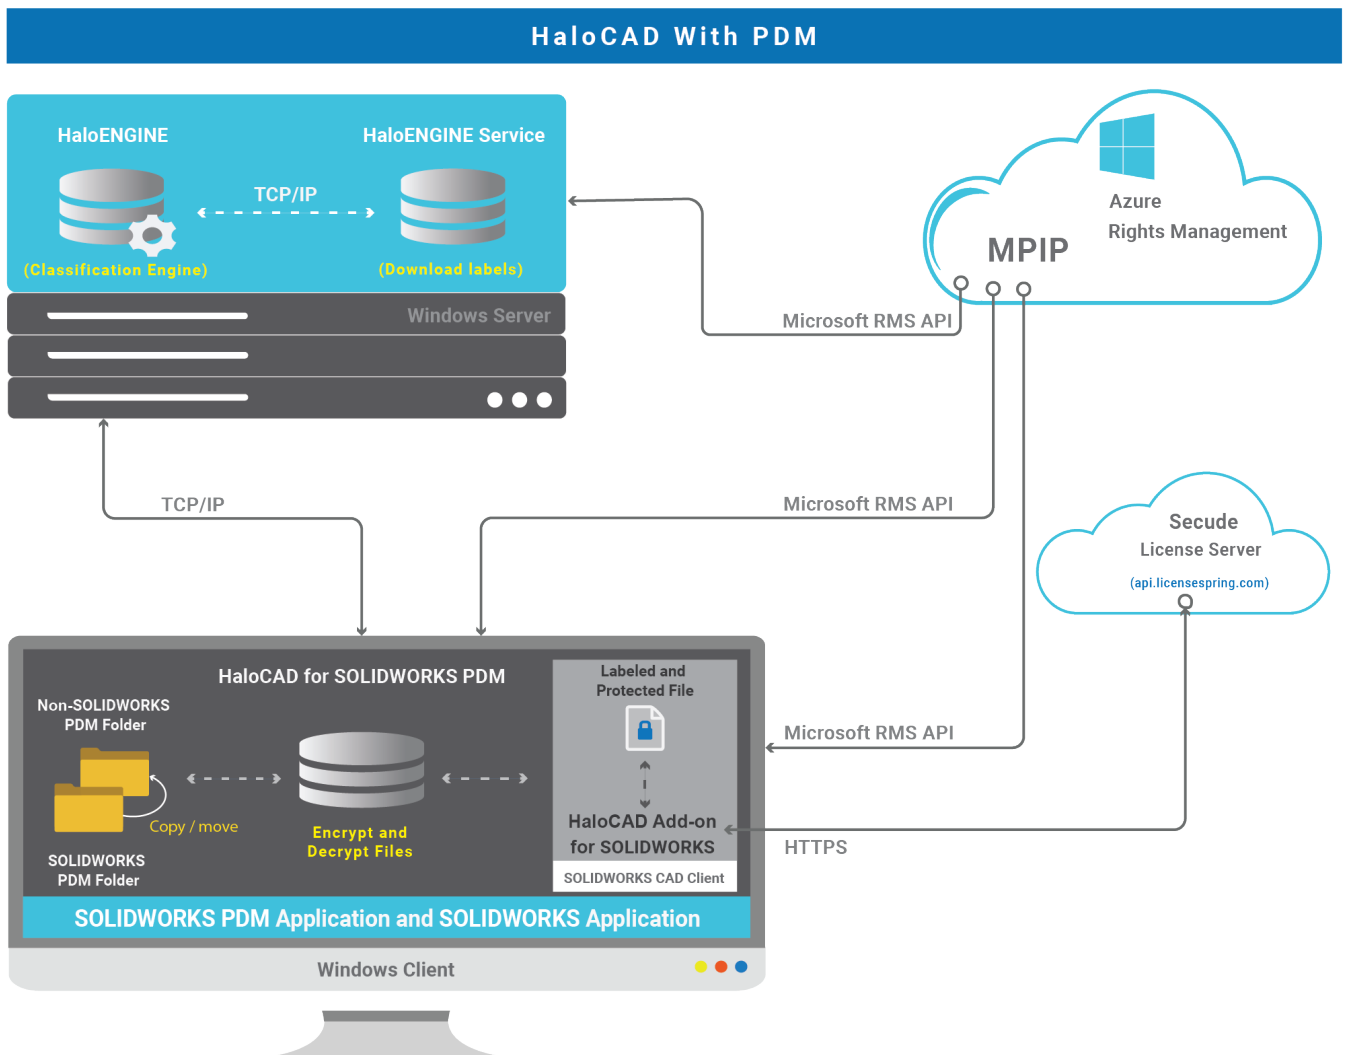 HaloCAD With PDM
HaloENGINE
HaloENGINE Service
TCP/IP
(Classification Engine)
(Download labels)
Windows Server
Azure
Rights Management
MPIP
Microsoft RMS API
TCP/IP
Microsoft RMS API
Secude
License Server
(api.licensespring.com)
HaloCAD for SOLIDWORKS PDM
Non-SOLIDWORKS
PDM Folder
Copy / move
SOLIDWORKS
PDM Folder
Encrypt and
Decrypt Files
Labeled and
Protected File
HaloCAD Add-on
for SOLIDWORKS
SOLIDWORKS CAD Client
Microsoft RMS API
HTTPS
SOLIDWORKS PDM Application and SOLIDWORKS Application
Windows Client